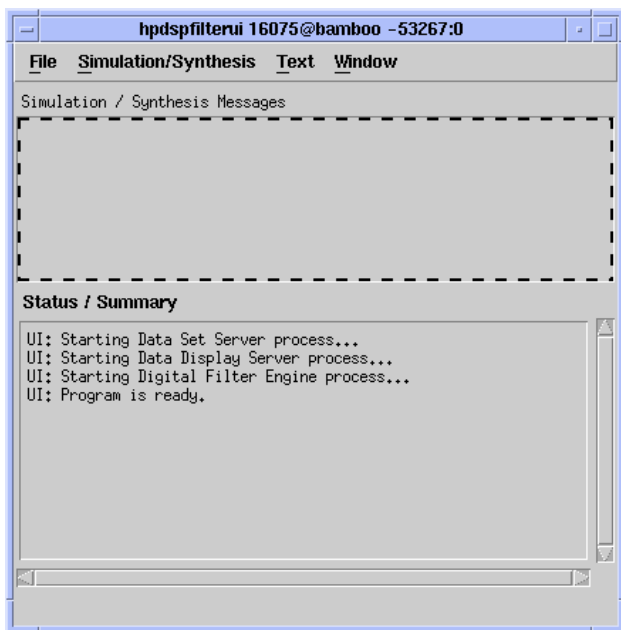 hpdspfilterui 16075@bamboo -53267:0
File Simulation/Synthesis Text Window
Simulation / Synthesis Messages
Status / Summary
UI: Starting Data Set Server process...
UI: Starting Data Display Server process...
UI: Starting Digital Filter Engine process...
UI: Program is ready.